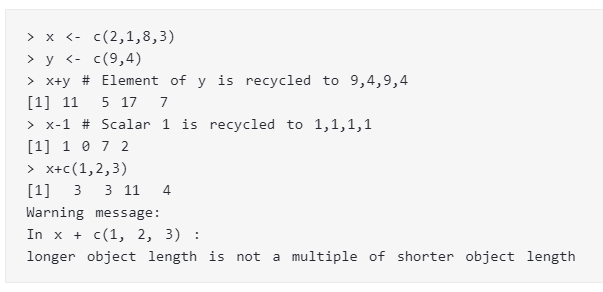 > x <- c(2,1,8,3)
> y <- c(9,4)
> x+y # Element of y is recycled to 9,4,9,4
[1] 11  5 17  7
> x-1 # Scalar 1 is recycled to 1,1,1,1
[1] 1 0 7 2
> x+c(1,2,3)
[1]  3  3 11  4
Warning message:
In x + c(1, 2, 3) :
longer object length is not a multiple of shorter object length